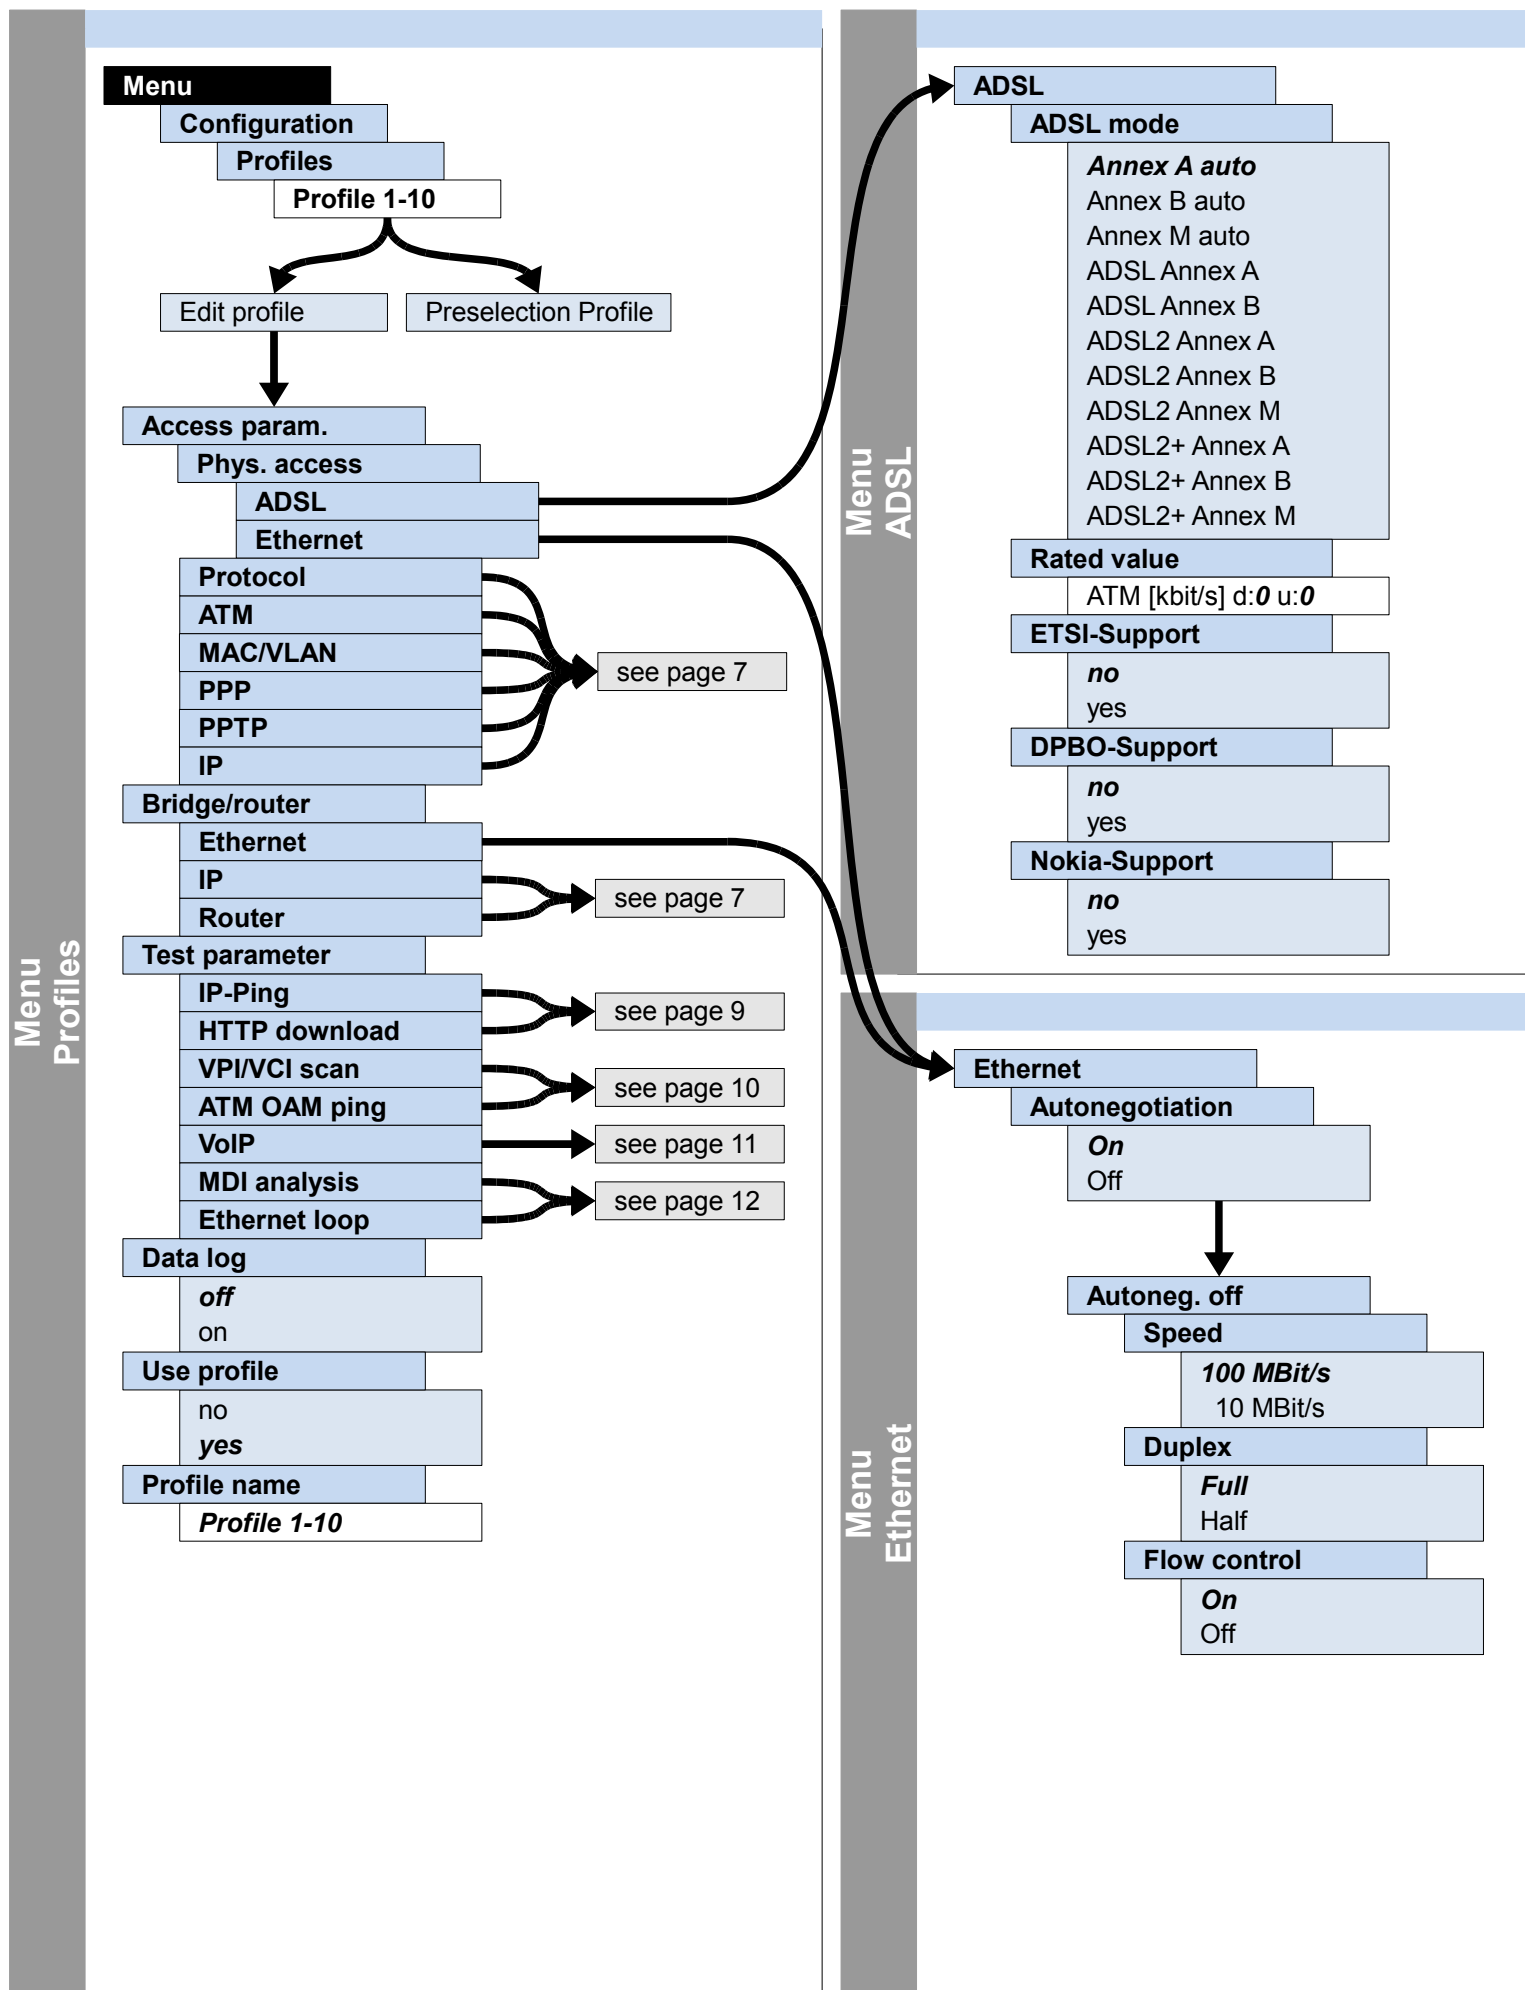 Menu
Profiles
Menu
Configuration
Profiles
Profile 1-10
Edit profile
Preselection Profile
Access param.
Phys. access
ADSL
Ethernet
Protocol
ATM
MAC/VLAN
PPP
PPTP
IP
see page 7
Bridge/router
Ethernet
IP
Router
see page 7
Test parameter
IP-Ping
HTTP download
see page 9
VPI/VCI scan
ATM OAM ping
see page 10
VoIP
see page 11
MDI analysis
Ethernet loop
see page 12
Data log
off
on
Use profile
no
yes
Profile name
Profile 1-10
Menu
ADSL
ADSL
ADSL mode
Annex A auto
Annex B auto
Annex M auto
ADSL Annex A
ADSL Annex B
ADSL2 Annex A
ADSL2 Annex B
ADSL2 Annex M
ADSL2+ Annex A
ADSL2+ Annex B
ADSL2+ Annex M
Rated value
ATM [kbit/s] d:0 u:0
ETSI-Support
no
yes
DPBO-Support
no
yes
Nokia-Support
no
yes
Menu
Ethernet
Ethernet
Autonegotiation
On
Off
Autoneg. off
Speed
100 MBit/s
10 MBit/s
Duplex
Full
Half
Flow control
On
Off